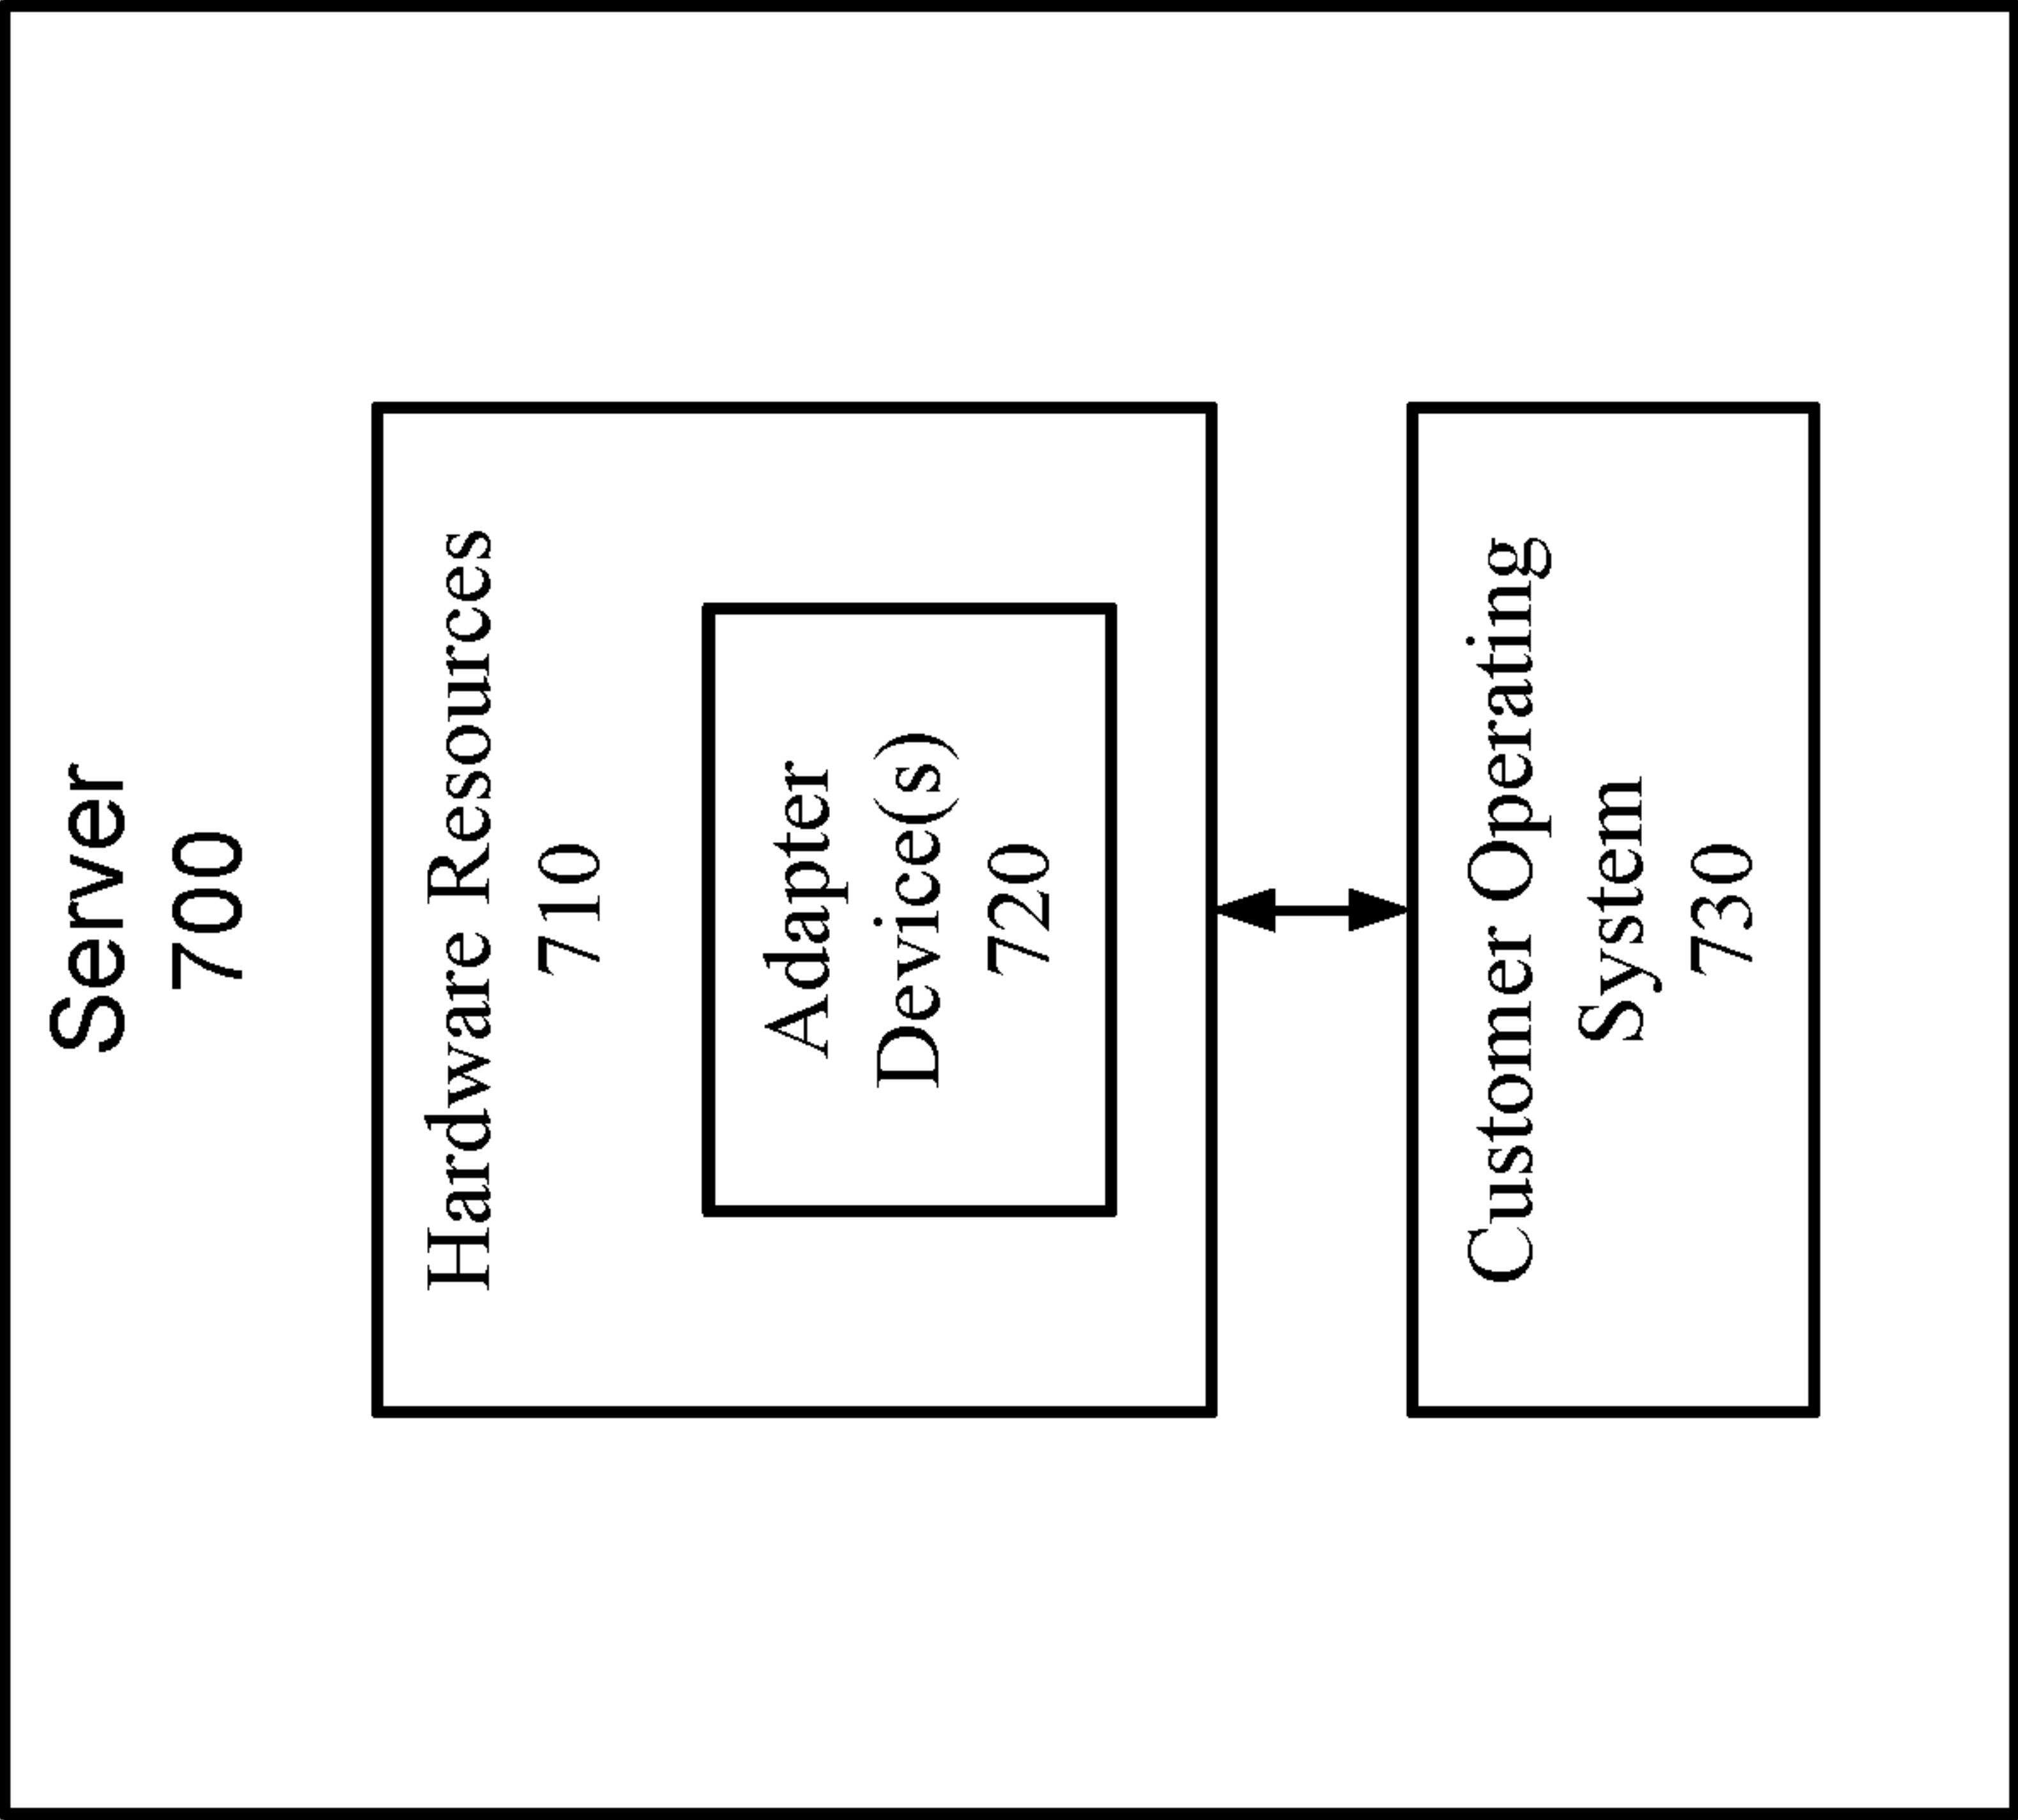 Server
700
Hardware Resources
710
Adapter
Device(s)
720
Customer Operating
System
730